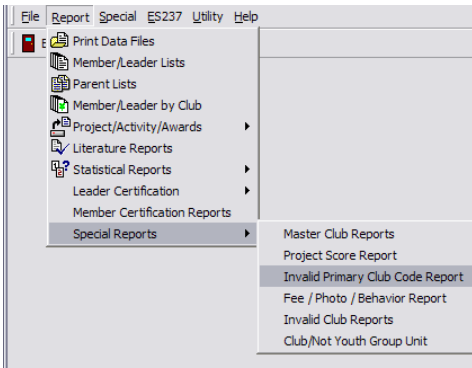 File Report Special ES237 Utility Help
E
Print Data Files
Member/Leader Lists
Parent Lists
Member/Leader by Club
Project/Activity/Awards
Literature Reports
Statistical Reports
Leader Certification
Member Certification Reports
Special Reports
Master Club Reports
Project Score Report
Invalid Primary Club Code Report
Fee / Photo / Behavior Report
Invalid Club Reports
Club/Not Youth Group Unit